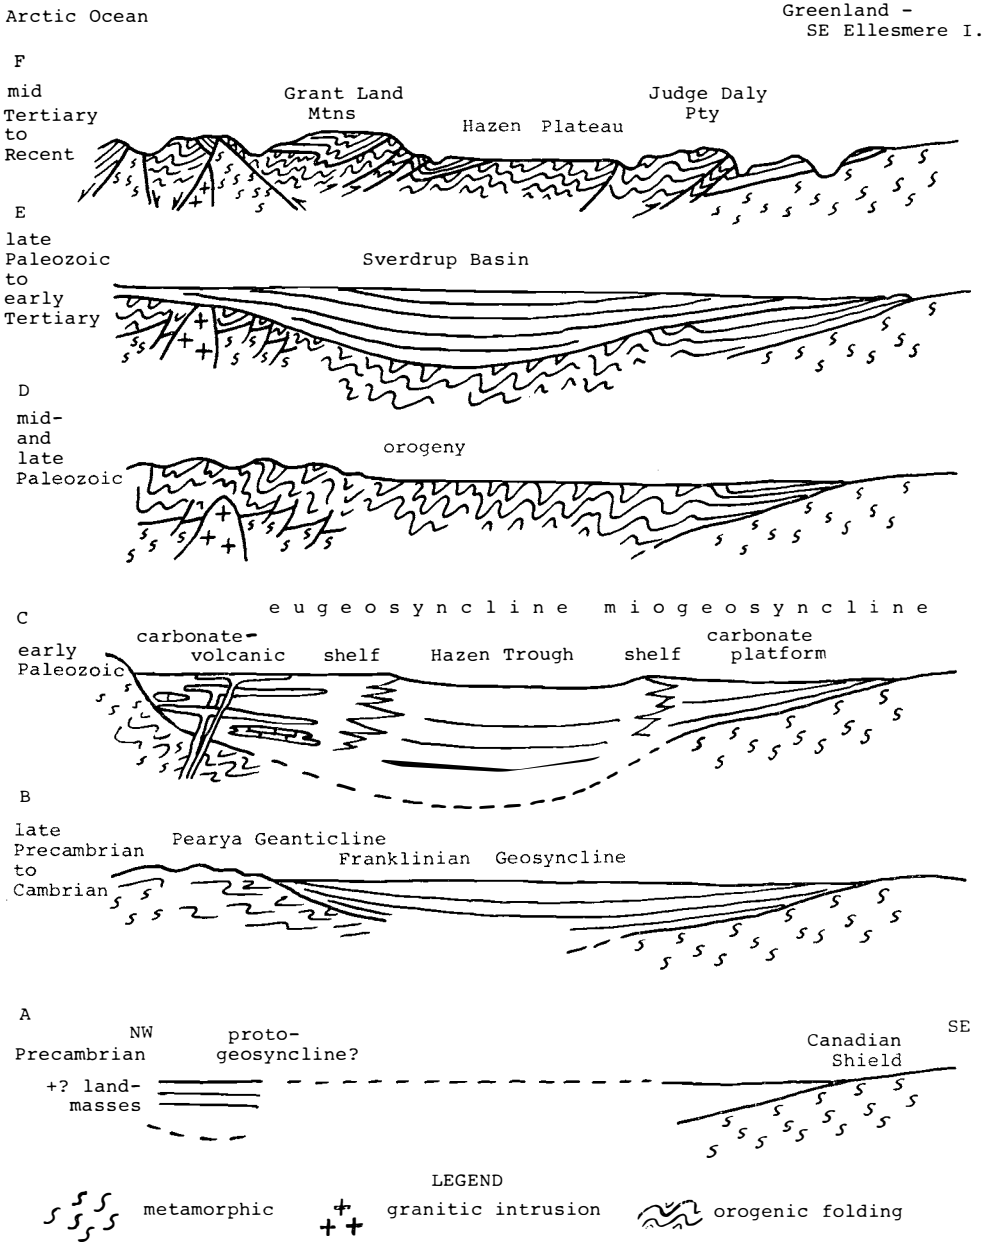 Arctic Ocean
Greenland -
SE Ellesmere I.
F
mid
Tertiary
to
Recent
Grant Land
Mtns
Hazen Plateau
Judge Daly
Pty
E
late
Paleozoic
to
early
Tertiary
Sverdrup Basin
D
mid-
and
late
Paleozoic
orogeny
eugeosyncline miogeosyncline
C
early
Paleozoic
carbonate-
volcanic
shelf
Hazen Trough
shelf
carbonate
platform
B
late
Precambrian
to
Cambrian
Pearya Geanticline
Franklinian Geosyncline
A
NW
SE
Precambrian
proto-
geosyncline?
Canadian
Shield
+? land-
masses
LEGEND
metamorphic
granitic intrusion
orogenic folding